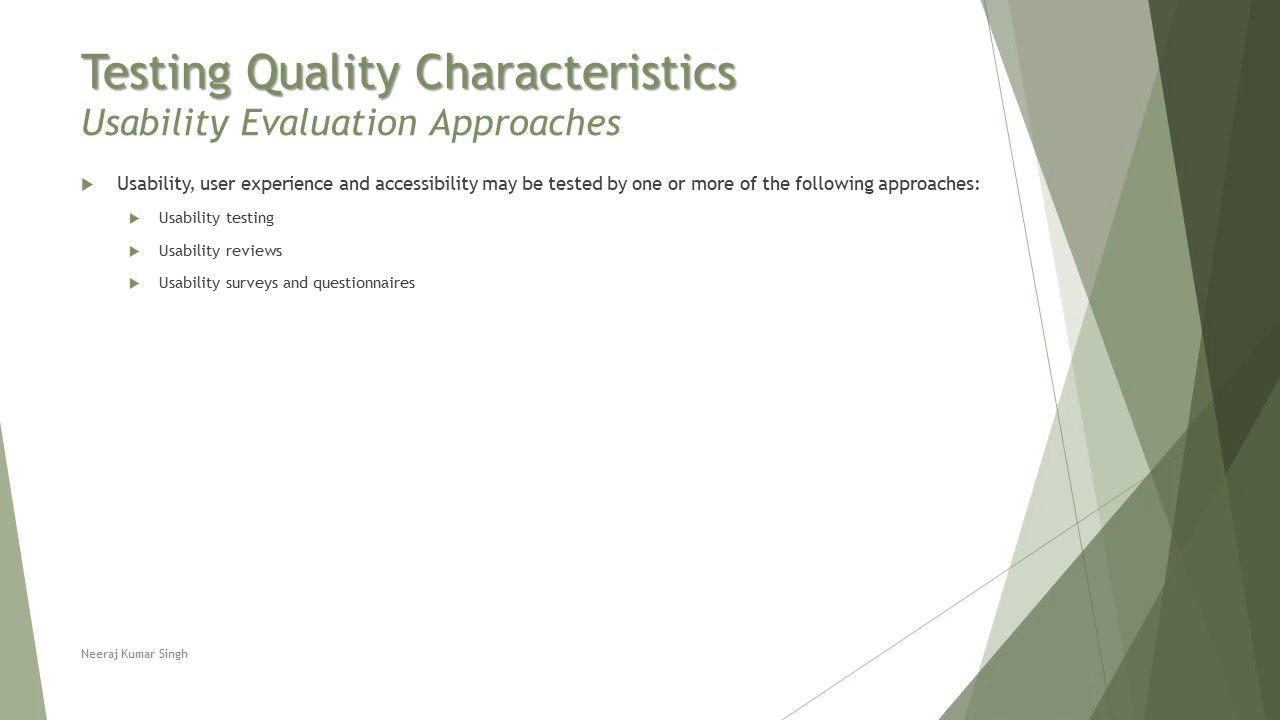 Testing Quality Characteristics
Usability Evaluation Approaches
Usability, user experience and accessibility may be tested by one or more of the following approaches:
Usability testing
Usability reviews
Usability surveys and questionnaires
Neeraj Kumar Singh